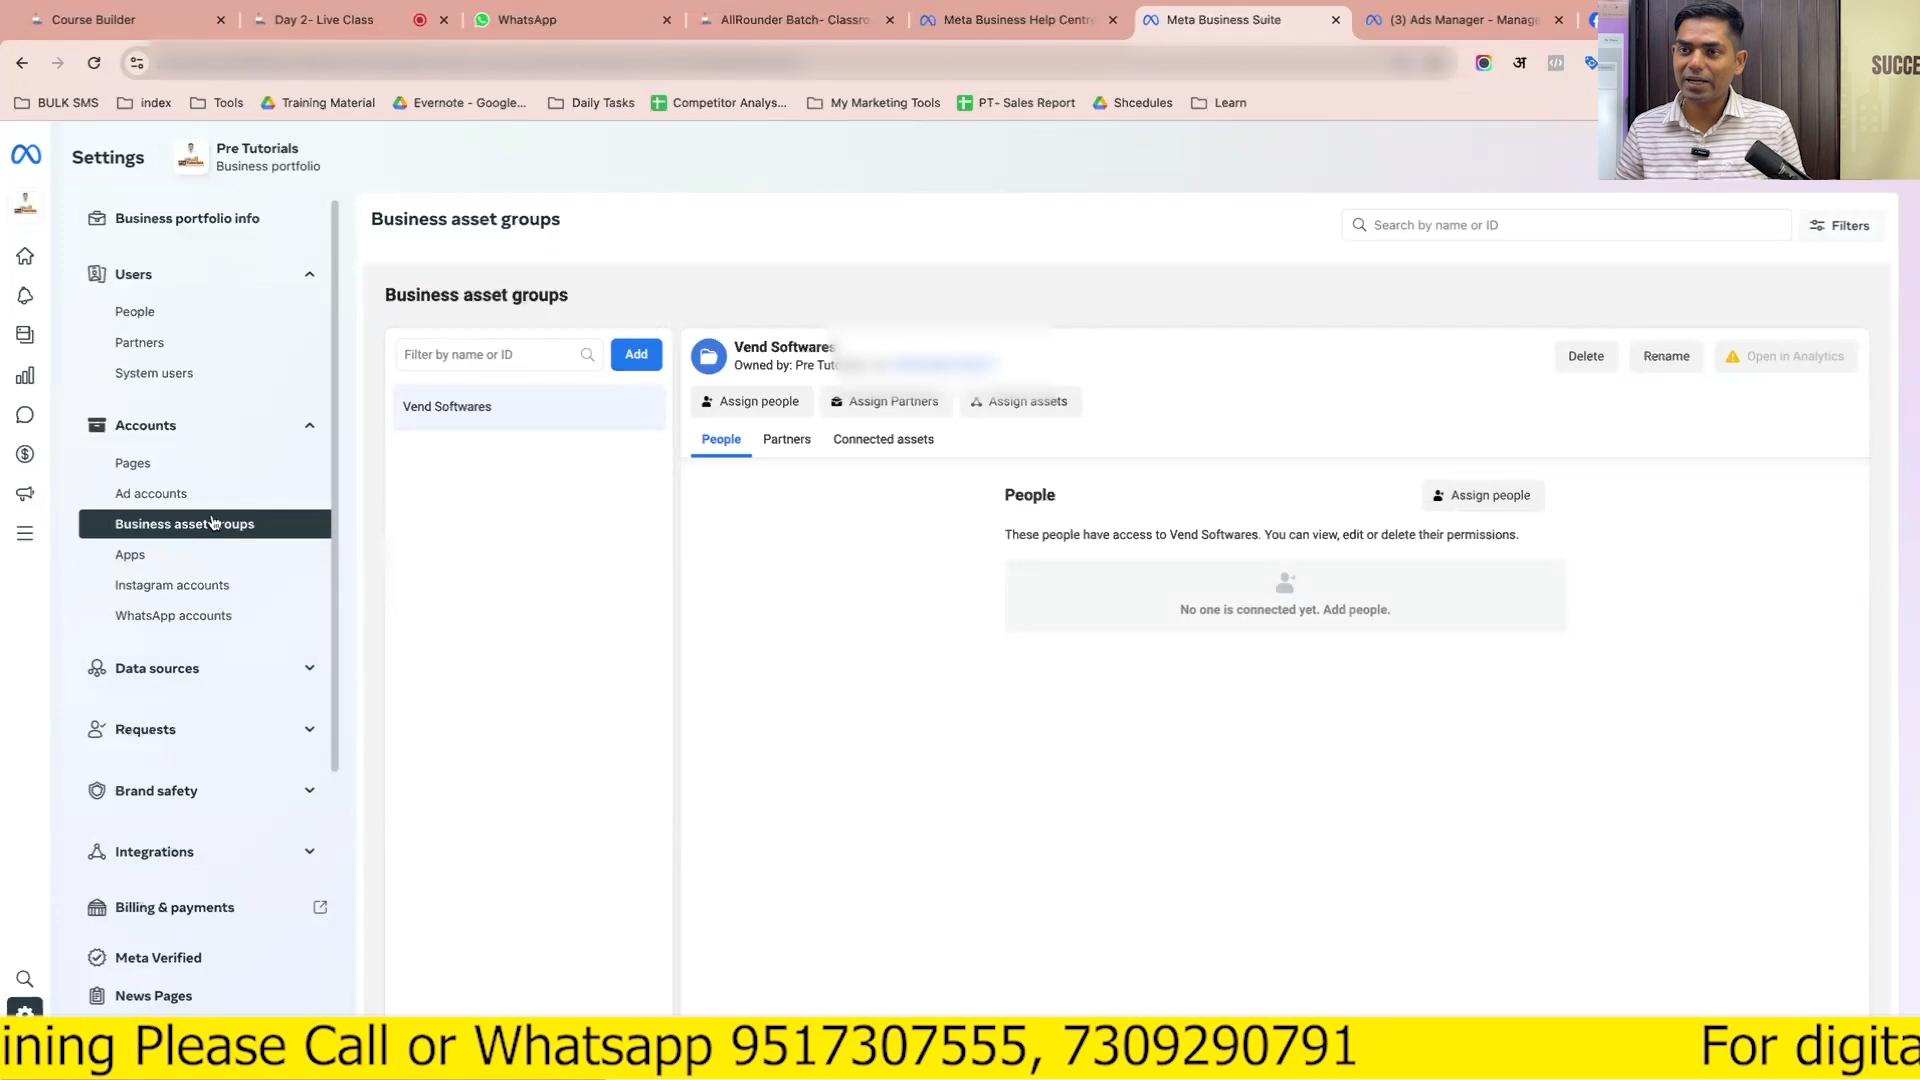 Course Builder
Day 2- Live Class
WhatsApp
AllRounder Batch- Classro
Meta Business Help Centre
Meta Business Suite
(3) Ads Manager - Manage
SUCCE
अ
BULK SMS
index
Tools
Training Material
Evernote - Google...
Daily Tasks
Competitor Analys...
My Marketing Tools
PT- Sales Report
Shcedules
Learn
Settings
Pre Tutorials
Business portfolio
Business portfolio info
Users
People
Partners
System users
Accounts
Pages
Ad accounts
Business asset groups
Apps
Instagram accounts
WhatsApp accounts
Data sources
Requests
Brand safety
Integrations
Billing & payments
Meta Verified
News Pages
Business asset groups
Search by name or ID
Filters
Business asset groups
Filter by name or ID
Add
Vend Softwares
Vend Softwares
Owned by: Pre Tuto
Delete
Rename
Open in Analytics
Assign people
Assign Partners
Assign assets
People
Partners
Connected assets
People
Assign people
These people have access to Vend Softwares. You can view, edit or delete their permissions.
No one is connected yet. Add people.
ining Please Call or Whatsapp 9517307555, 7309290791
For digita